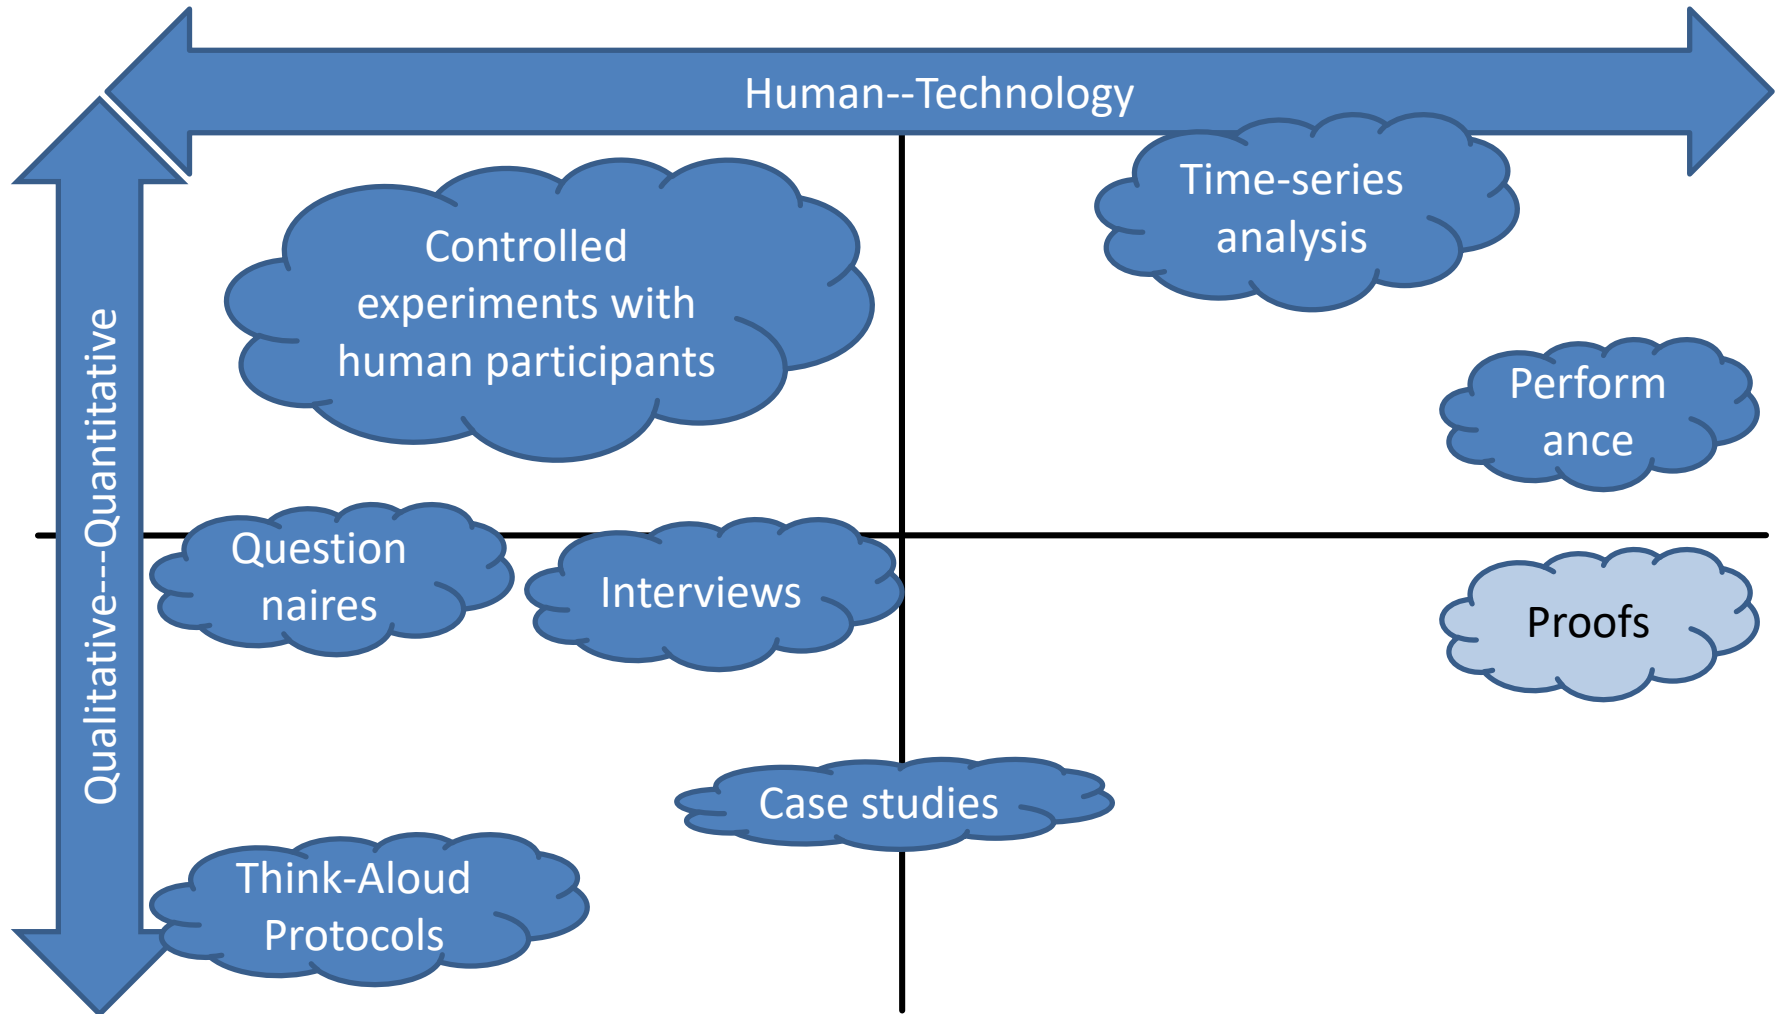 Human--Technology
Qualitative----Quantitative
Controlled
experiments with
human participants
Time-series
analysis
Perform
ance
Question
naires
Interviews
Proofs
Case studies
Think-Aloud
Protocols